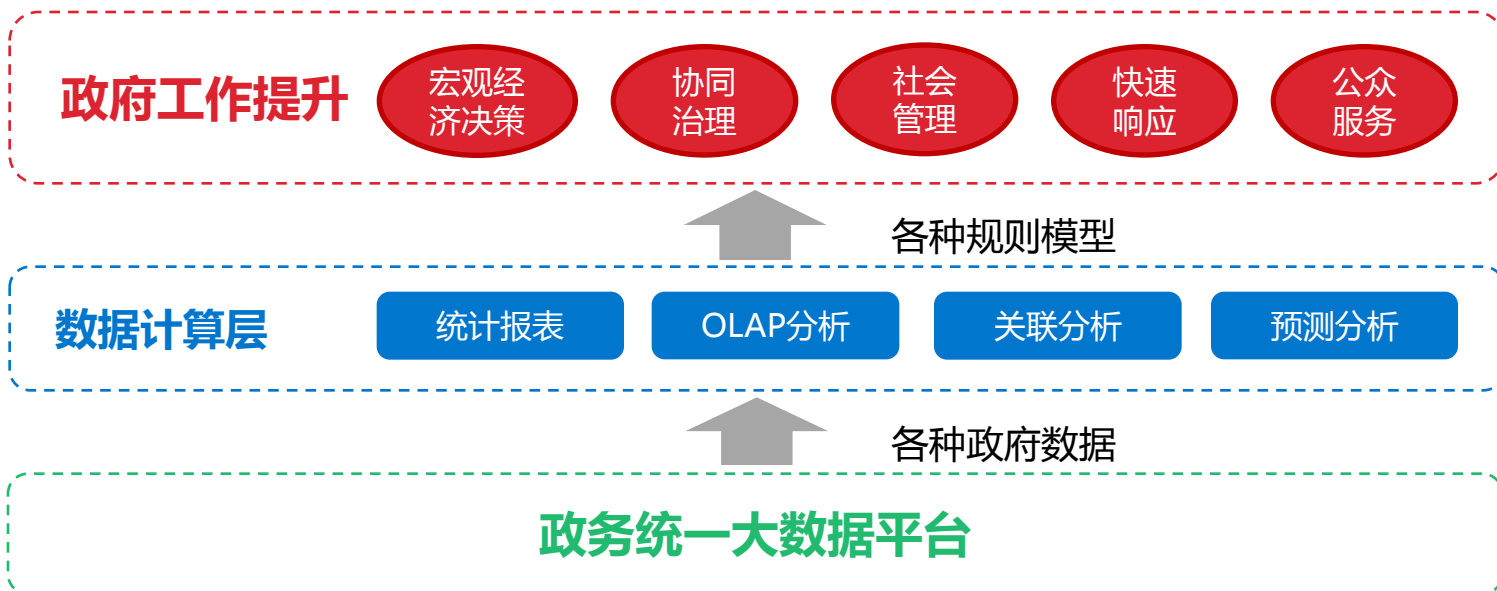 政府工作提升
宏观经
济决策
协同
治理
社会
管理
快速
响应
公众
服务
各种规则模型
数据计算层
统计报表
OLAP分析
关联分析
预测分析
各种政府数据
政务统一大数据平台